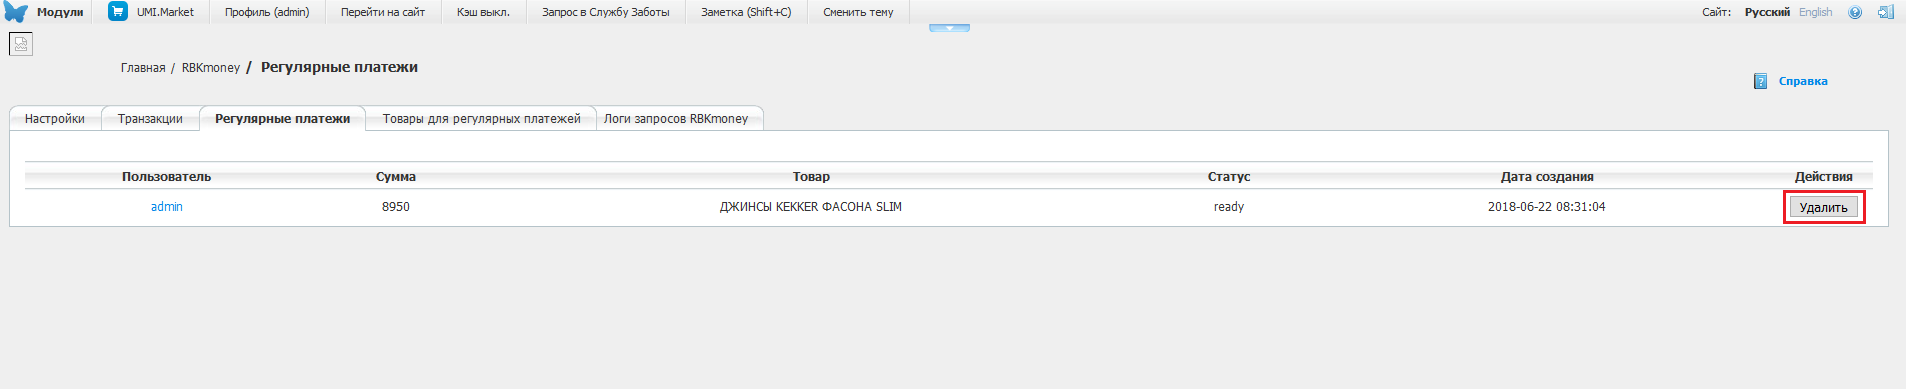 Модули UMI.Market Профиль (admin) Перейти на сайт Кэш выкл. Запрос в Службу Заботы Заметка (Shift+C) Сменить тему Сайт: Русский English
Главная / RBKmoney / Регулярные платежи
Справка
Настройки Транзакции Регулярные платежи Товары для регулярных платежей Логи запросов RBKmoney
Пользователь Сумма Товар Статус Дата создания Действия
admin 8950 ДЖИНСЫ KEKKER ФАСОНА SLIM ready 2018-06-22 08:31:04 Удалить